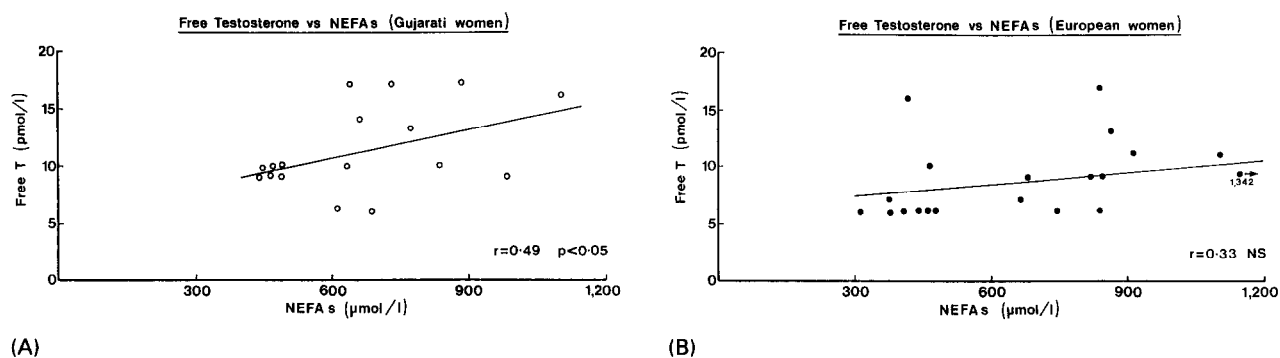 Free Testosterone vs NEFAs (Gujarati women)
20
15
10
5
0
Free T (pmol/l)
r=0·49 p<0·05
300
600
900
1,200
NEFAs (μmol/l)
(A)
Free Testosterone vs NEFAs (European women)
20
15
10
5
0
Free T (pmol/l)
1,342
r=0·33 NS
300
600
900
1,200
NEFAs (μmol/l)
(B)